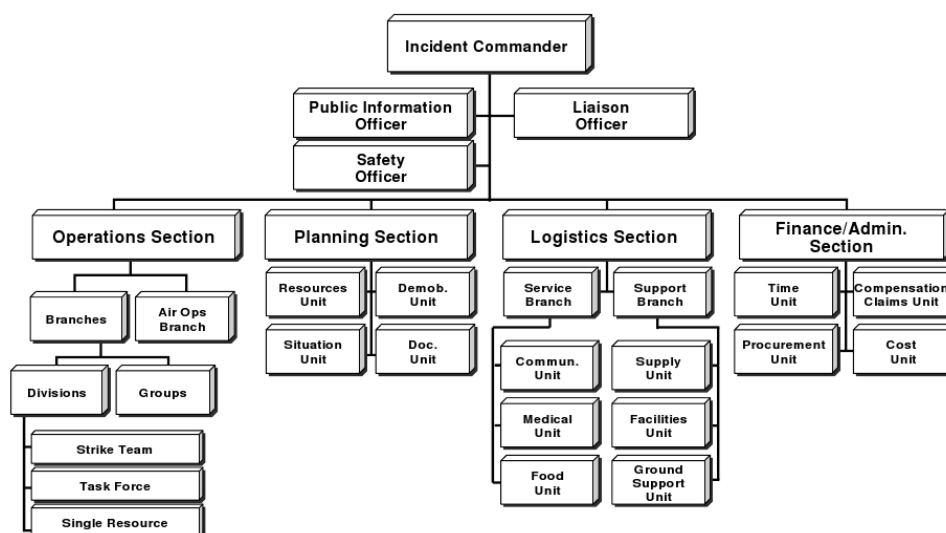 Incident Commander
Public Information
Officer
Liaison
Officer
Safety
Officer
Operations Section
Planning Section
Logistics Section
Finance/Admin.
Section
Branches
Air Ops
Branch
Divisions
Groups
Strike Team
Task Force
Single Resource
Resources
Unit
Demob.
Unit
Situation
Unit
Doc.
Unit
Service
Branch
Support
Branch
Commun.
Unit
Supply
Unit
Medical
Unit
Facilities
Unit
Food
Unit
Ground
Support
Unit
Time
Unit
Compensation
Claims Unit
Procurement
Unit
Cost
Unit